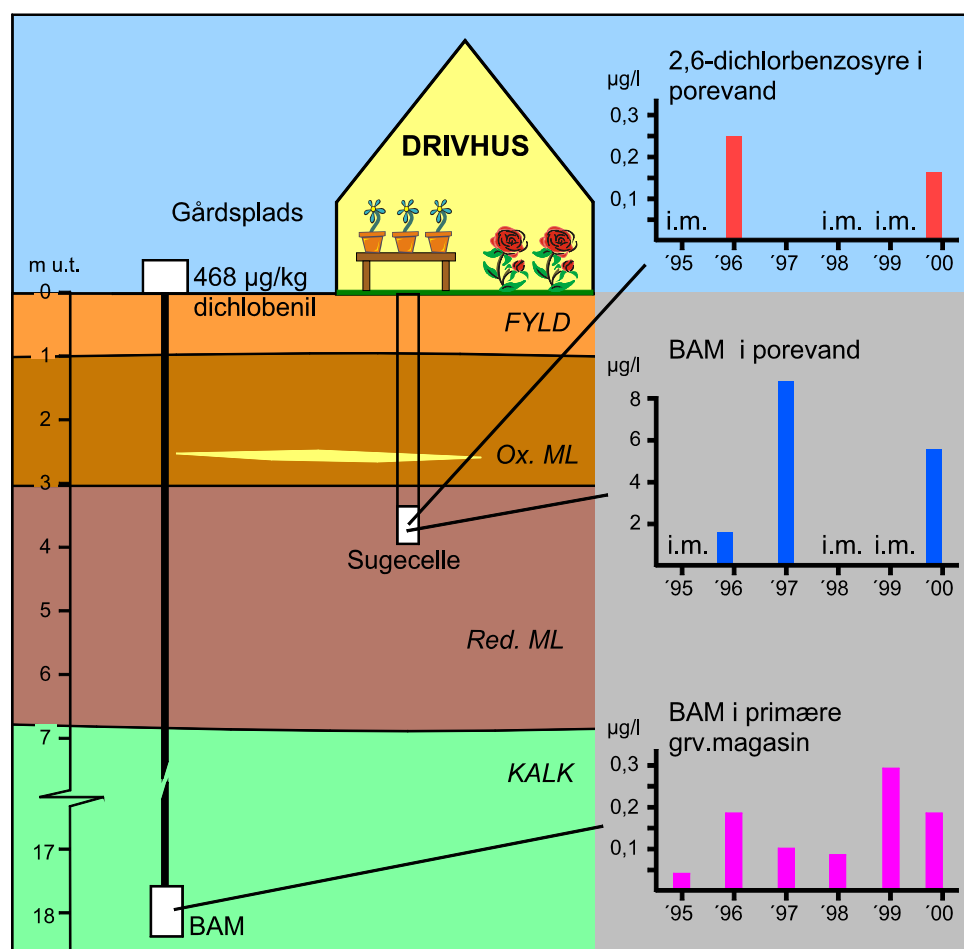 DRIVHUS
Gårdsplads
m u.t.
468 µg/kg
dichlobenil
0
1
2
3
4
5
6
7
17
18
FYLD
Ox. ML
Sugecelle
Red. ML
KALK
BAM
2,6-dichlorbenzosyre i
porevand
µg/l
0,3
0,2
0,1
i.m. i.m. i.m.
´95 ´96 ´97 ´98 ´99 ´00
BAM i porevand
µg/l
8
6
4
2
i.m. i.m. i.m.
´95 ´96 ´97 ´98 ´99 ´00
BAM i primære
grv.magasin
µg/l
0,3
0,2
0,1
´95 ´96 ´97 ´98 ´99 ´00